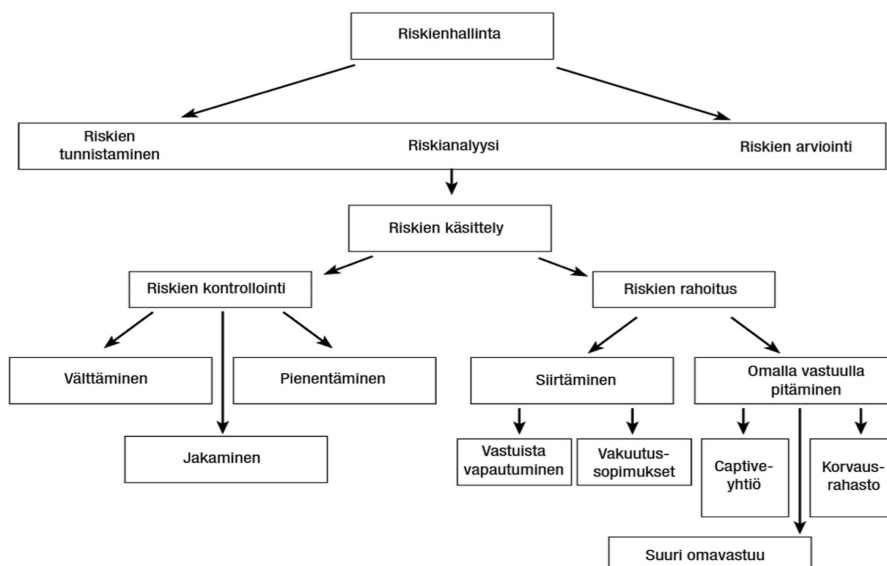 Riskienhallinta
Riskien
tunnistaminen
Riskianalyysi
Riskien arviointi
Riskien käsittely
Riskien kontrollointi
Riskien rahoitus
Välttäminen
Pienentäminen
Jakaminen
Siirtäminen
Omalla vastuulla
pitäminen
Vastuista
vapautuminen
Vakuutus-
sopimukset
Captive-
yhtiö
Korvaus-
rahasto
Suuri omavastuu